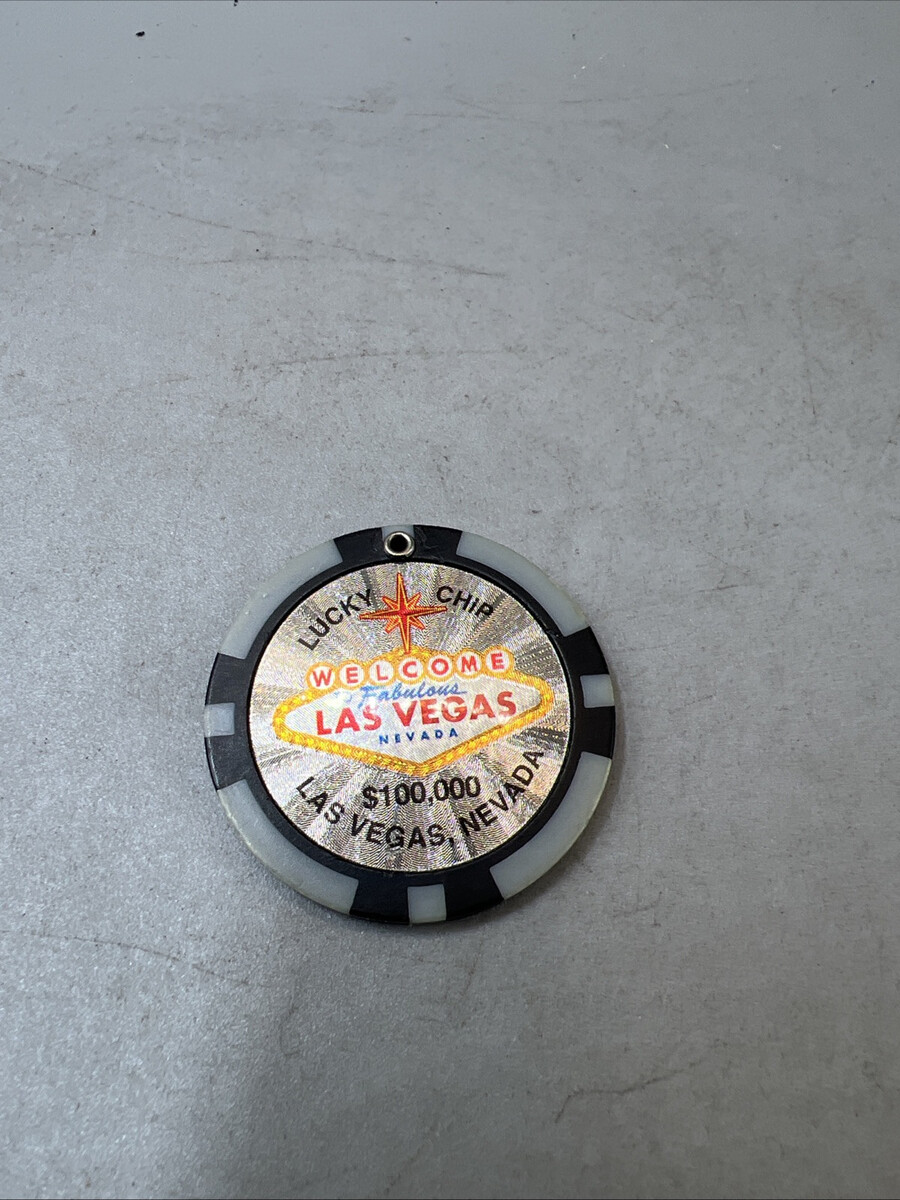 LUCKY CHIP
WELCOME
To Fabulous
LAS VEGAS
NEVADA
$100,000
LAS VEGAS, NEVADA